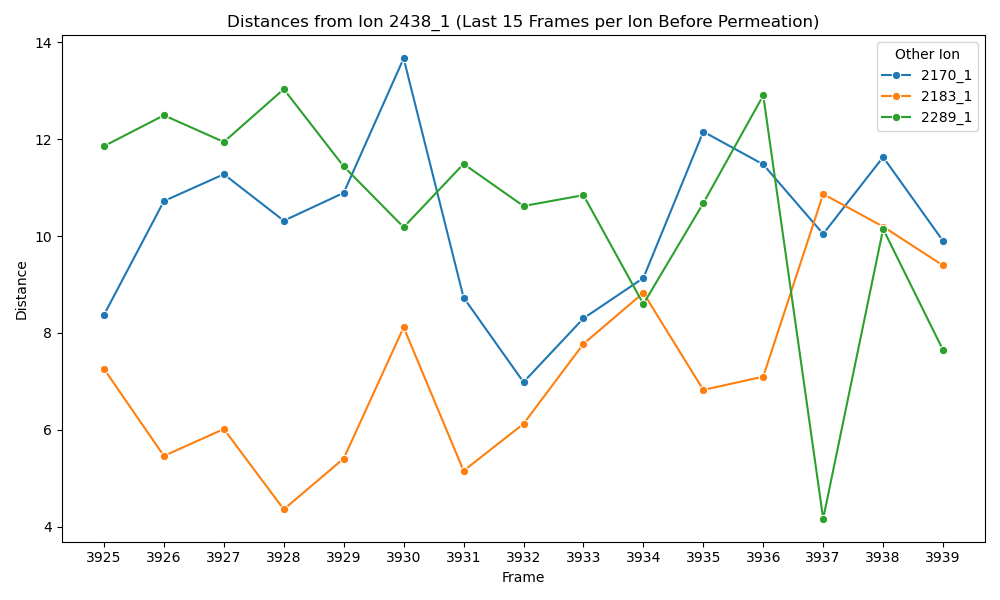 Distances from Ion 2438_1 (Last 15 Frames per Ion Before Permeation)
Other Ion
2170_1
2183_1
2289_1
Distance
14
12
10
8
6
4
3925 3926 3927 3928 3929 3930 3931 3932 3933 3934 3935 3936 3937 3938 3939
Frame